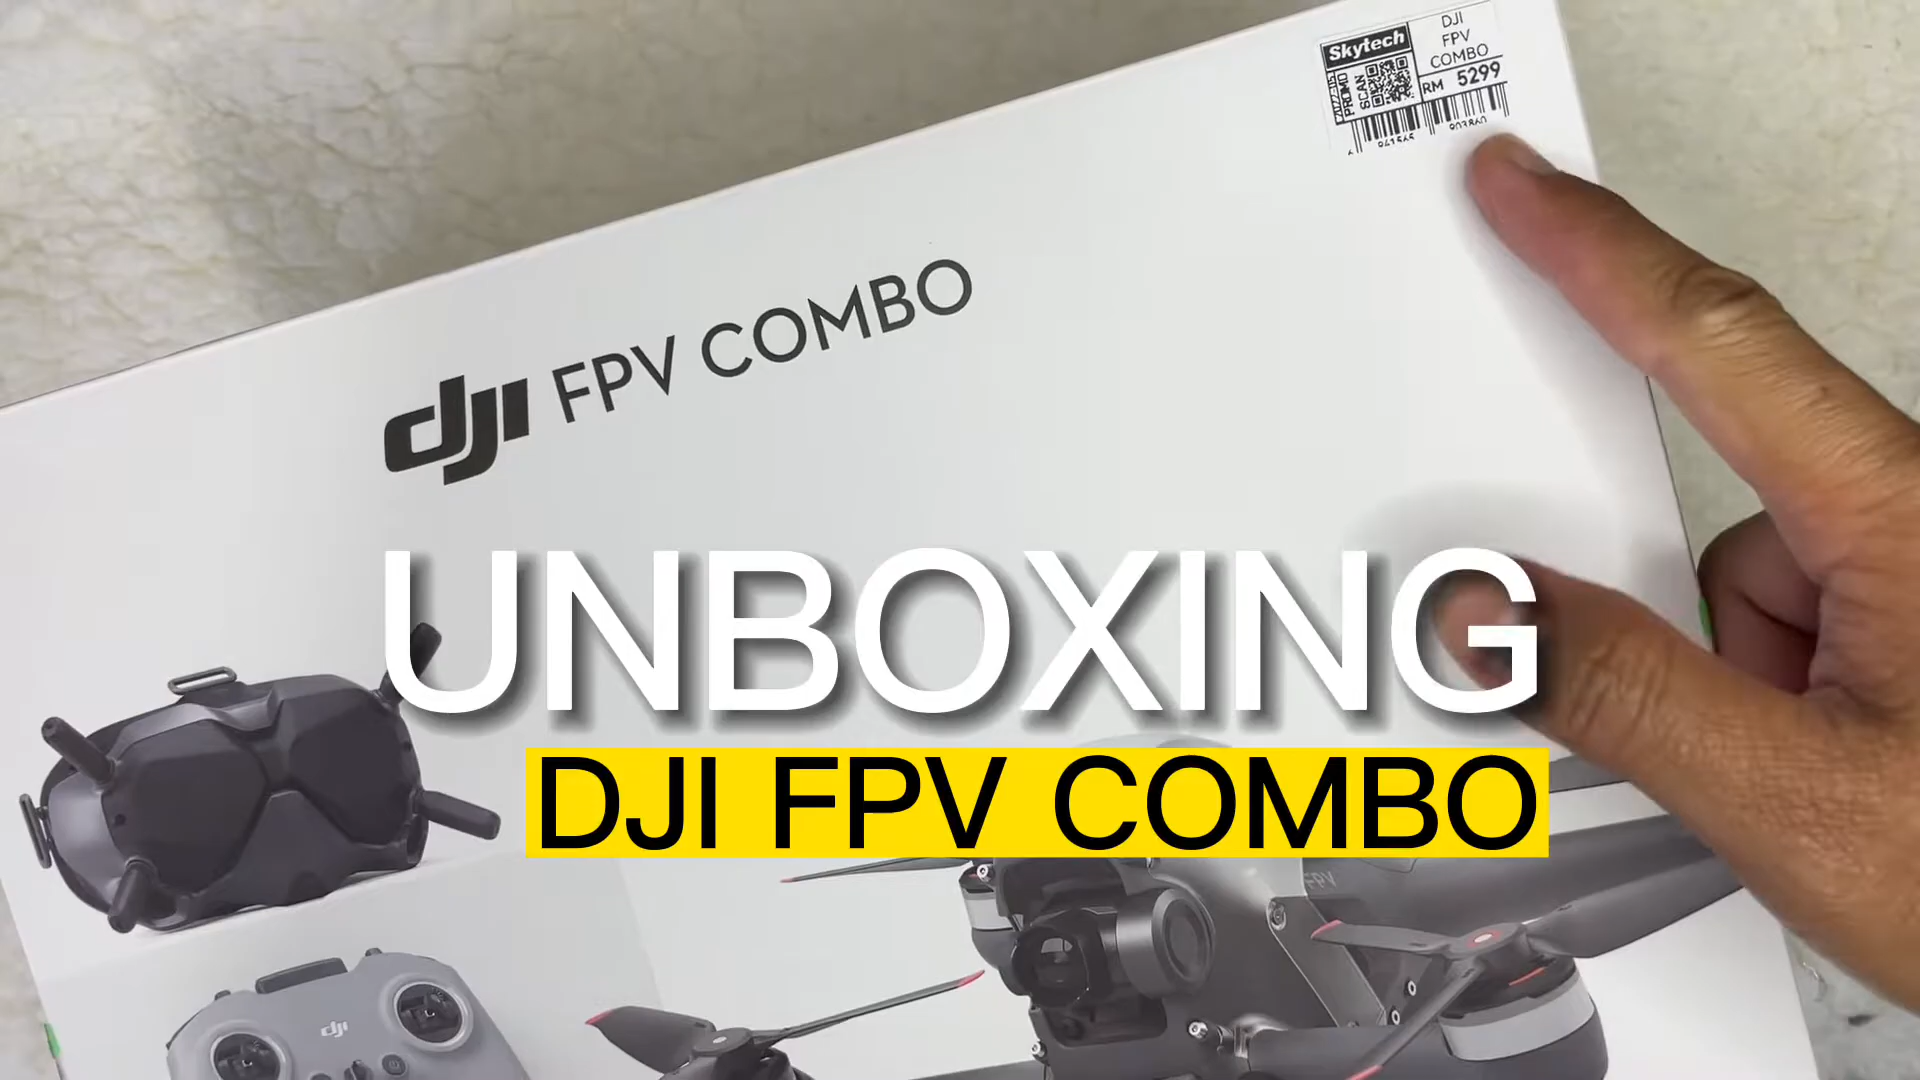 Skytech
DJI
FPV
COMBO
PROMO
SCAN
RM 5299
dji FPV COMBO
UNBOXING
DJI FPV COMBO
FPV
dji